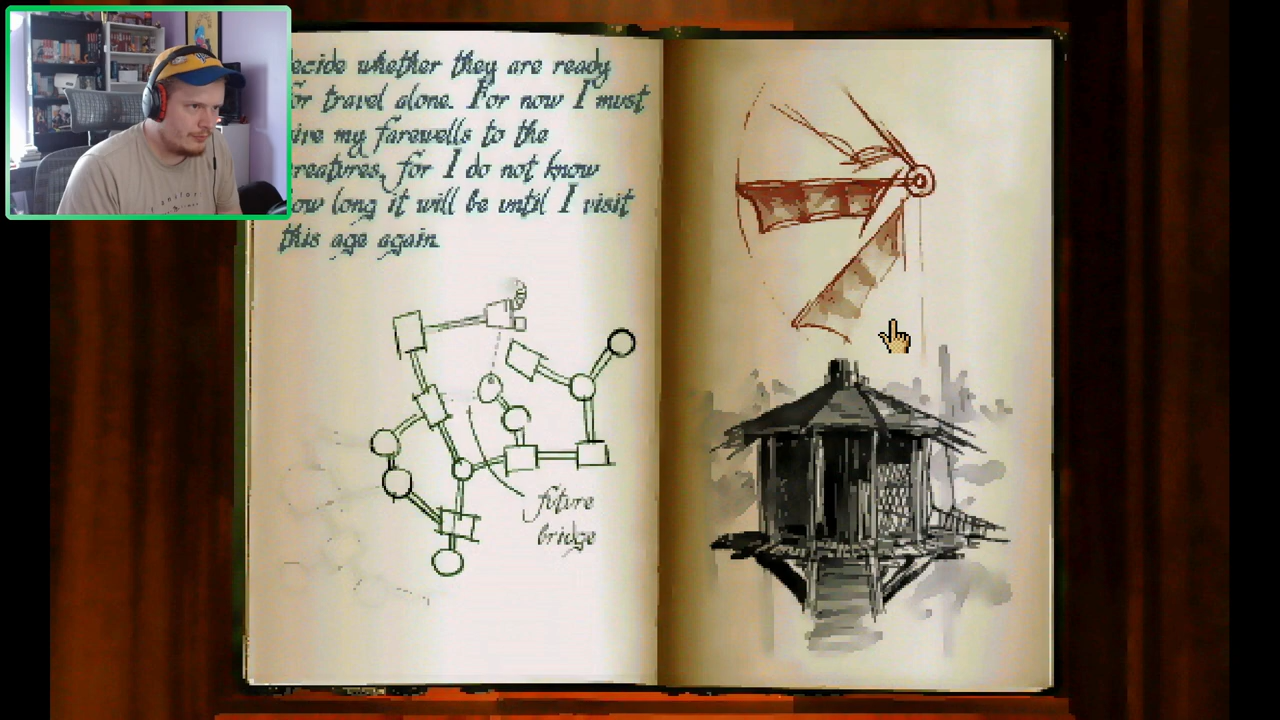 ecide whether they are ready
or travel alone. For now I must
ive my farewells to the
reatures, for I do not know
ow long it will be until I visit
this age again.
future
bridge